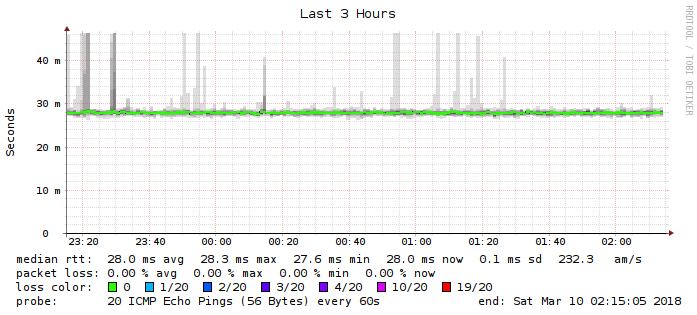 Last 3 Hours
RRDTOOL / TOBI OETIKER
Seconds
40 m
30 m
20 m
10 m
0
23:20 23:40 00:00 00:20 00:40 01:00 01:20 01:40 02:00
median rtt: 28.0 ms avg 28.3 ms max 27.6 ms min 28.0 ms now 0.1 ms sd 232.3 am/s
packet loss: 0.00 % avg 0.00 % max 0.00 % min 0.00 % now
loss color: 0 1/20 2/20 3/20 4/20 10/20 19/20
probe: 20 ICMP Echo Pings (56 Bytes) every 60s end: Sat Mar 10 02:15:05 2018